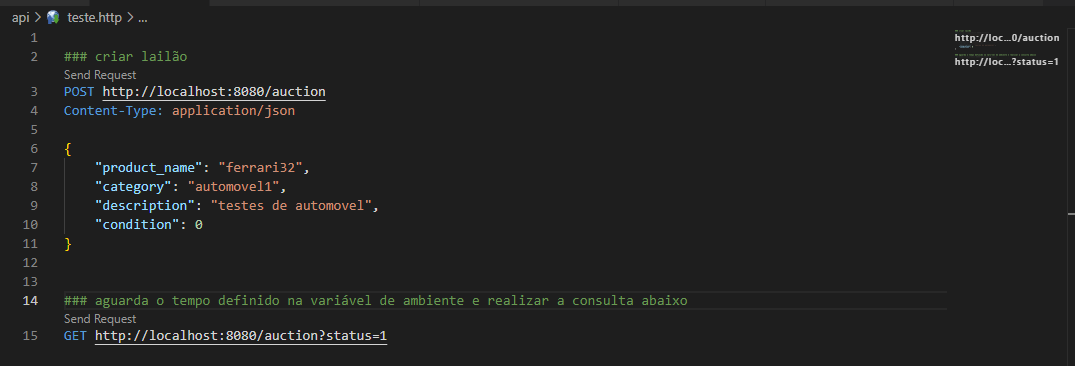 api > teste.http > ...
1
2 ### criar lailão
Send Request
3 POST http://localhost:8080/auction
4 Content-Type: application/json
5
6 {
7 "product_name": "ferrari32",
8 "category": "automovel1",
9 "description": "testes de automovel",
10 "condition": 0
11 }
12
13
14 ### aguarda o tempo definido na variável de ambiente e realizar a consulta abaixo
Send Request
15 GET http://localhost:8080/auction?status=1
http://loc...0/auction
http://loc...?status=1